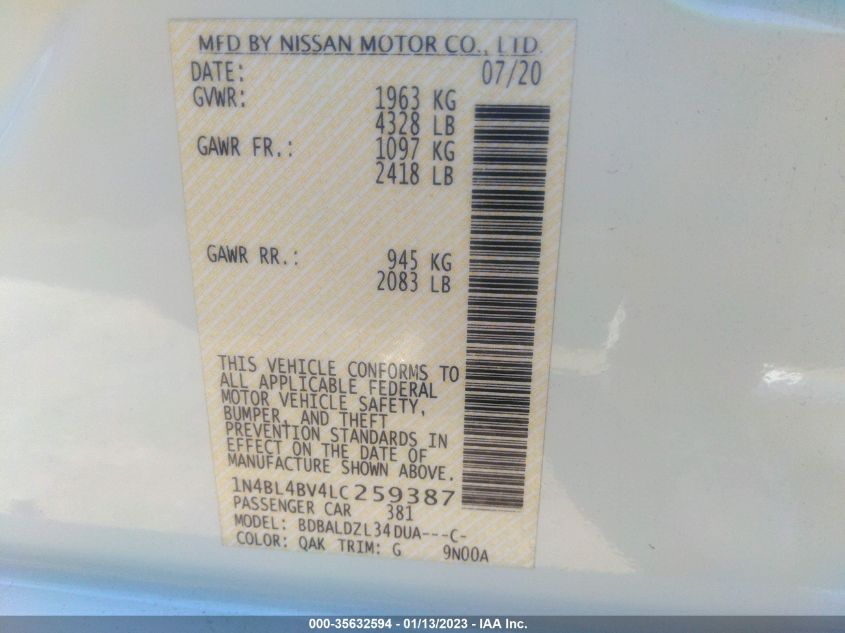 MFD BY NISSAN MOTOR CO., LTD.
DATE: 07/20
GVWR: 1963 KG
4328 LB
GAWR FR.: 1097 KG
2418 LB
GAWR RR.: 945 KG
2083 LB
THIS VEHICLE CONFORMS TO
ALL APPLICABLE FEDERAL
MOTOR VEHICLE SAFETY,
BUMPER, AND THEFT
PREVENTION STANDARDS IN
EFFECT ON THE DATE OF
MANUFACTURE SHOWN ABOVE.
1N4BL4BV4LC259387
PASSENGER CAR 381
MODEL: BDBALDZL34DUA---C-
COLOR: QAK TRIM: G 9N00A
000-35632594 - 01/13/2023 - IAA Inc.